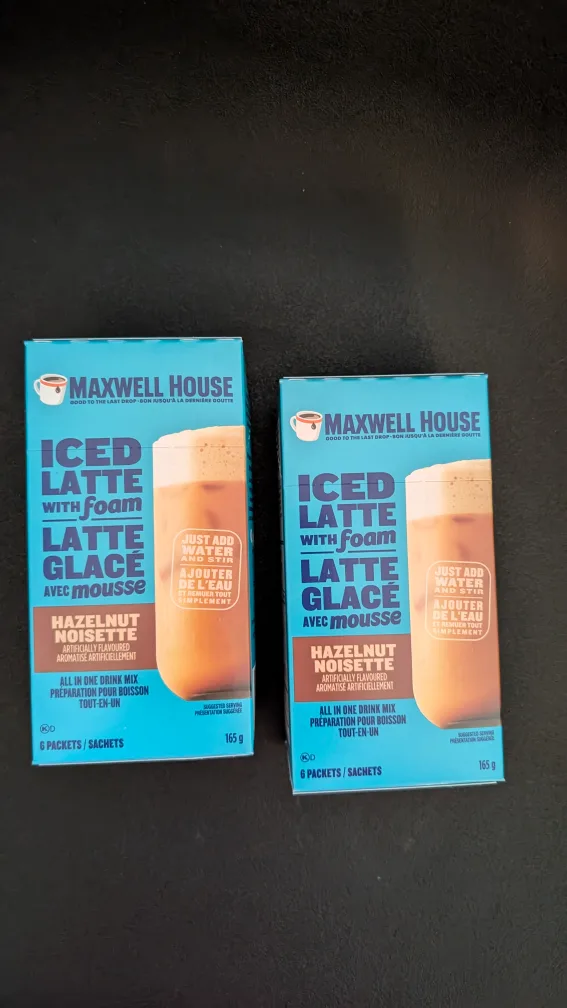 MAXWELL HOUSE
GOOD TO THE LAST DROP · BON JUSQU'À LA DERNIÈRE GOUTTE
ICED
LATTE
WITH foam
LATTE
GLACÉ
AVEC mousse
JUST ADD
WATER
AND STIR
AJOUTER
DE L'EAU
ET REMUER TOUT
SIMPLEMENT
HAZELNUT
NOISETTE
ARTIFICIALLY FLAVOURED
AROMATISÉ ARTIFICIELLEMENT
ALL IN ONE DRINK MIX
PRÉPARATION POUR BOISSON
TOUT-EN-UN
SUGGESTED SERVING
PRÉSENTATION SUGGÉRÉE
K D
6 PACKETS / SACHETS
165 g
MAXWELL HOUSE
GOOD TO THE LAST DROP · BON JUSQU'À LA DERNIÈRE GOUTTE
ICED
LATTE
WITH foam
LATTE
GLACÉ
AVEC mousse
JUST ADD
WATER
AND STIR
AJOUTER
DE L'EAU
ET REMUER TOUT
SIMPLEMENT
HAZELNUT
NOISETTE
ARTIFICIALLY FLAVOURED
AROMATISÉ ARTIFICIELLEMENT
ALL IN ONE DRINK MIX
PRÉPARATION POUR BOISSON
TOUT-EN-UN
SUGGESTED SERVING
PRÉSENTATION SUGGÉRÉE
K D
6 PACKETS / SACHETS
165 g